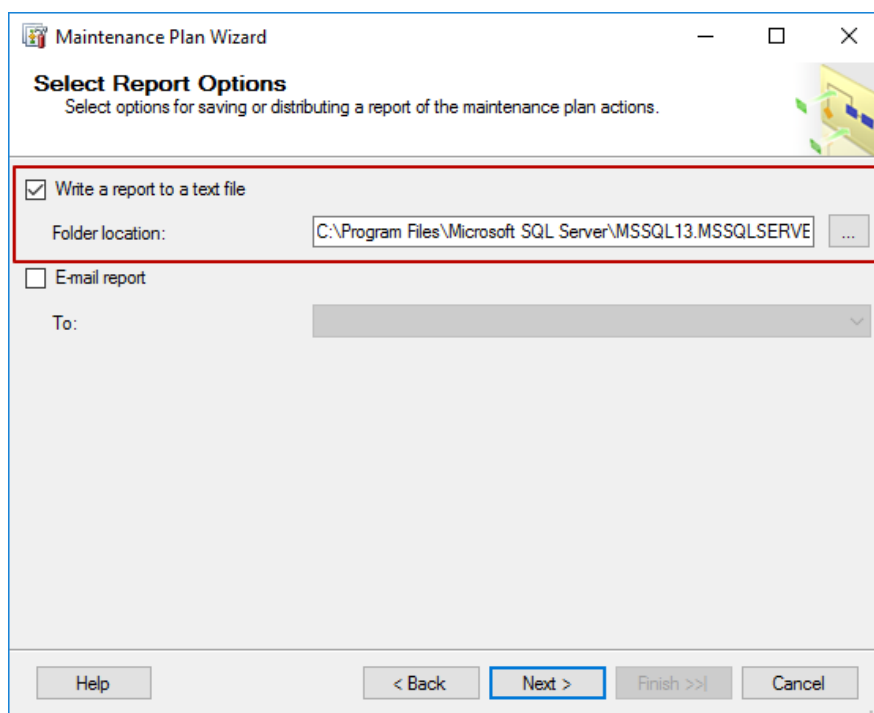 Maintenance Plan Wizard
Select Report Options
Select options for saving or distributing a report of the maintenance plan actions.
Write a report to a text file
Folder location: C:\Program Files\Microsoft SQL Server\MSSQL13.MSSQLSERVE ...
E-mail report
To:
Help < Back Next > Finish >>| Cancel